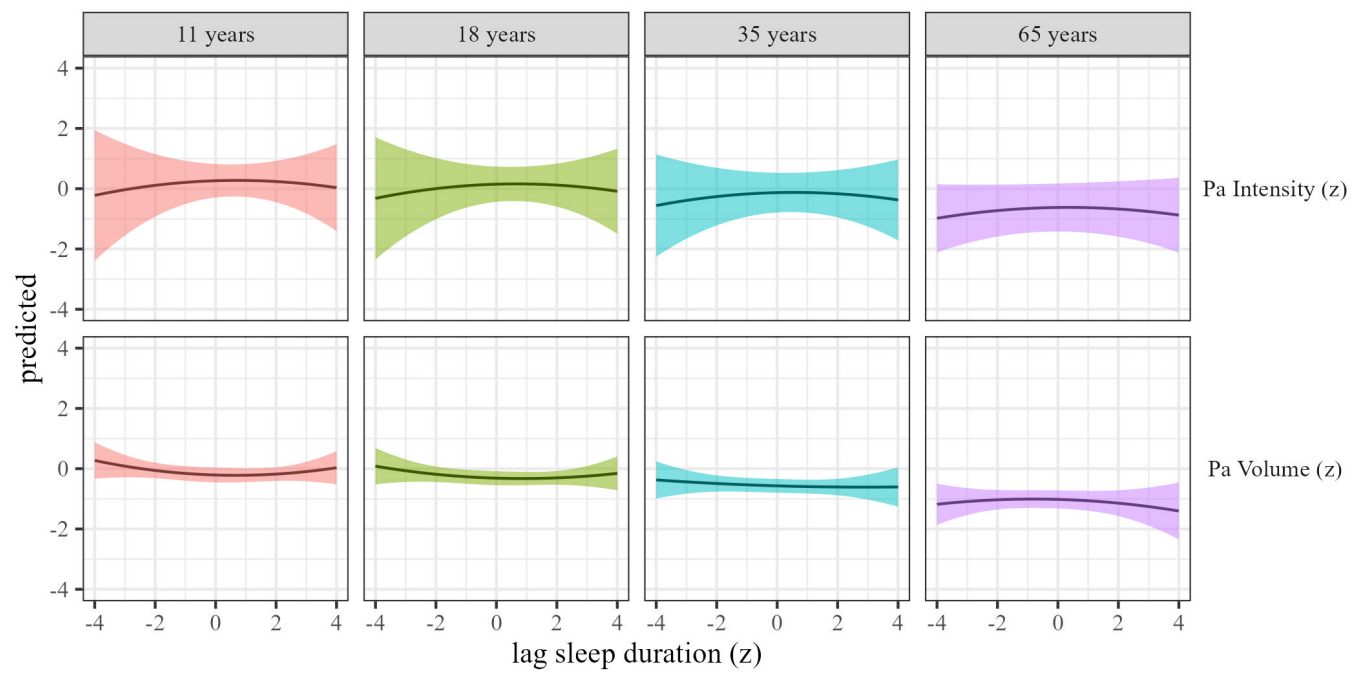 11 years 18 years 35 years 65 years
4
2
0
-2
-4
Pa Intensity (z)
predicted
4
2
0
-2
-4
Pa Volume (z)
-4 -2 0 2 4 -4 -2 0 2 4 -4 -2 0 2 4 -4 -2 0 2 4
lag sleep duration (z)